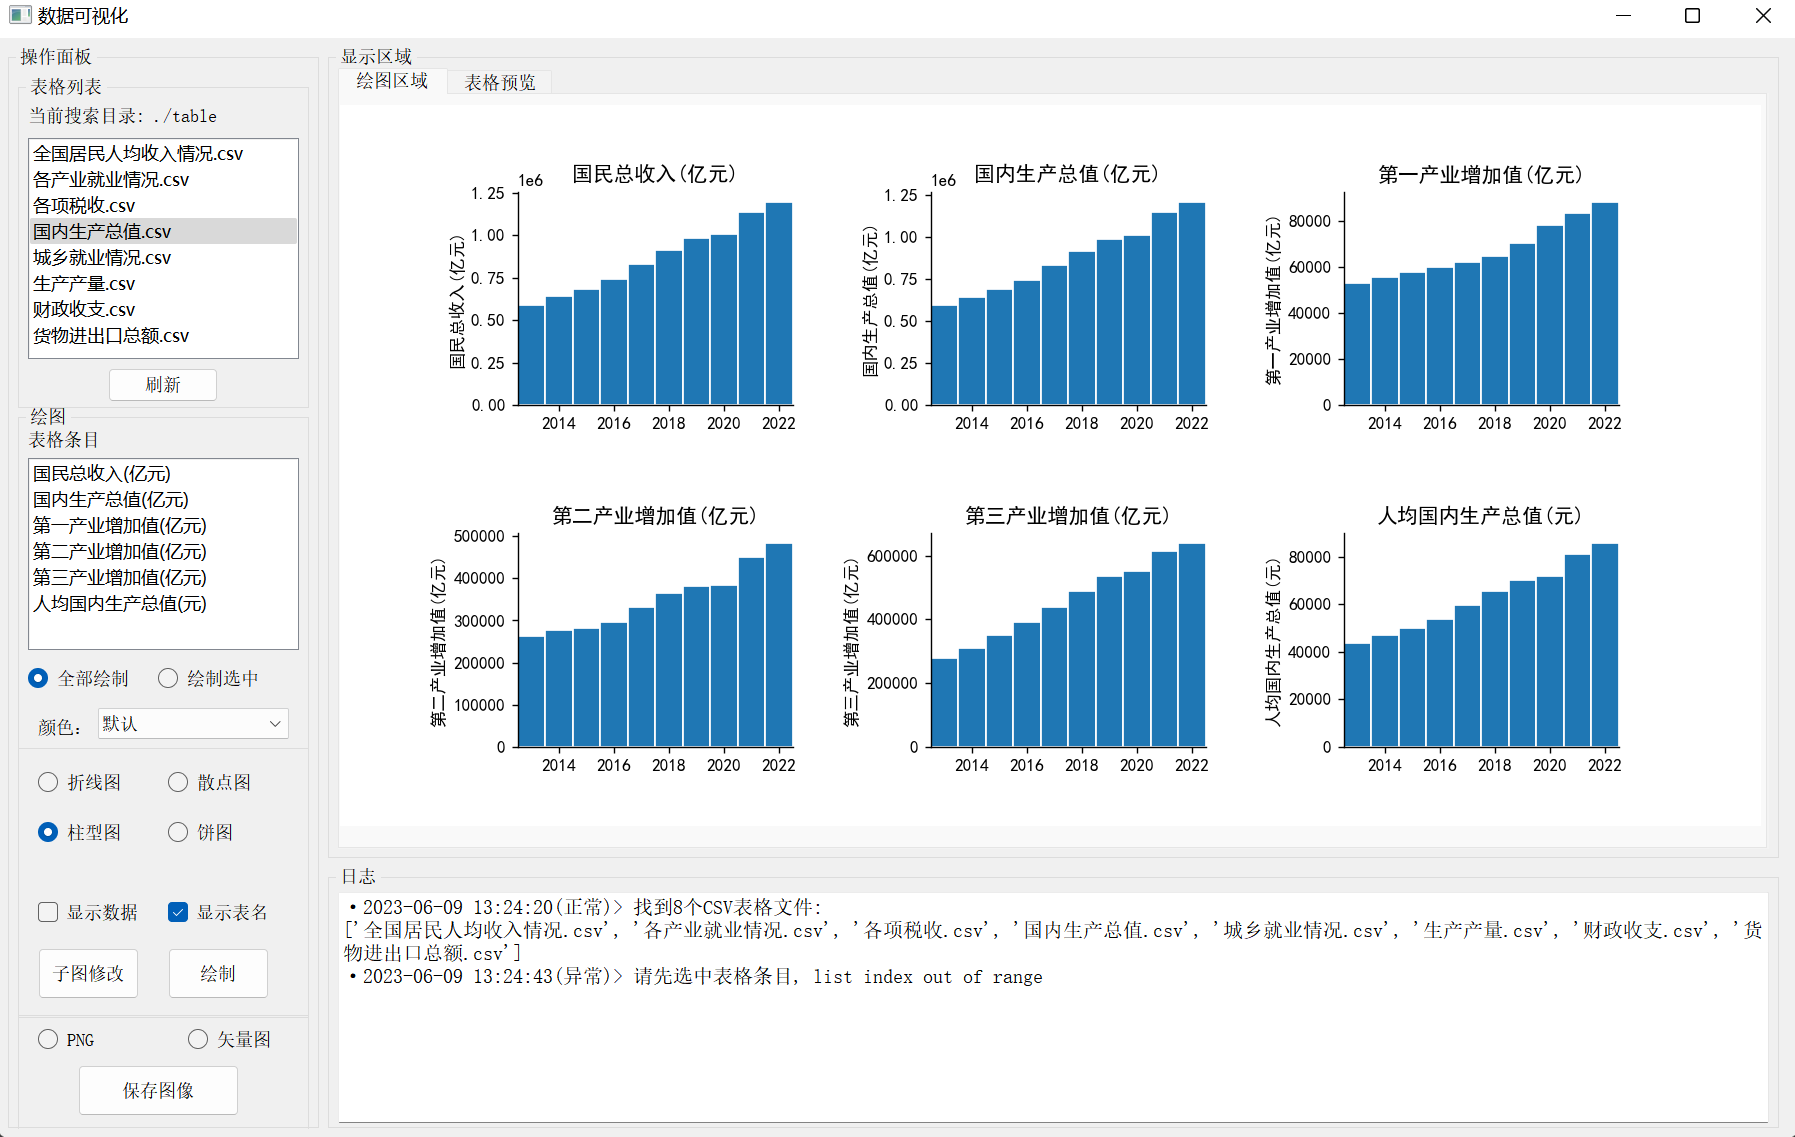 数据可视化
操作面板
表格列表
当前搜索目录: ./table
全国居民人均收入情况.csv
各产业就业情况.csv
各项税收.csv
国内生产总值.csv
城乡就业情况.csv
生产产量.csv
财政收支.csv
货物进出口总额.csv
刷新
绘图
表格条目
国民总收入(亿元)
国内生产总值(亿元)
第一产业增加值(亿元)
第二产业增加值(亿元)
第三产业增加值(亿元)
人均国内生产总值(元)
全部绘制 绘制选中
颜色: 默认
折线图 散点图
柱型图 饼图
显示数据 显示表名
子图修改 绘制
PNG 矢量图
保存图像
显示区域
绘图区域 表格预览
国民总收入(亿元)
1e6
1.25
1.00
0.75
0.50
0.25
0.00
国民总收入(亿元)
2014 2016 2018 2020 2022
国内生产总值(亿元)
1e6
1.25
1.00
0.75
0.50
0.25
0.00
国内生产总值(亿元)
2014 2016 2018 2020 2022
第一产业增加值(亿元)
80000
60000
40000
20000
0
第一产业增加值(亿元)
2014 2016 2018 2020 2022
第二产业增加值(亿元)
500000
400000
300000
200000
100000
0
第二产业增加值(亿元)
2014 2016 2018 2020 2022
第三产业增加值(亿元)
600000
400000
200000
0
第三产业增加值(亿元)
2014 2016 2018 2020 2022
人均国内生产总值(元)
80000
60000
40000
20000
0
人均国内生产总值(元)
2014 2016 2018 2020 2022
日志
·2023-06-09 13:24:20(正常)> 找到8个CSV表格文件:
['全国居民人均收入情况.csv', '各产业就业情况.csv', '各项税收.csv', '国内生产总值.csv', '城乡就业情况.csv', '生产产量.csv', '财政收支.csv', '货
物进出口总额.csv']
·2023-06-09 13:24:43(异常)> 请先选中表格条目, list index out of range